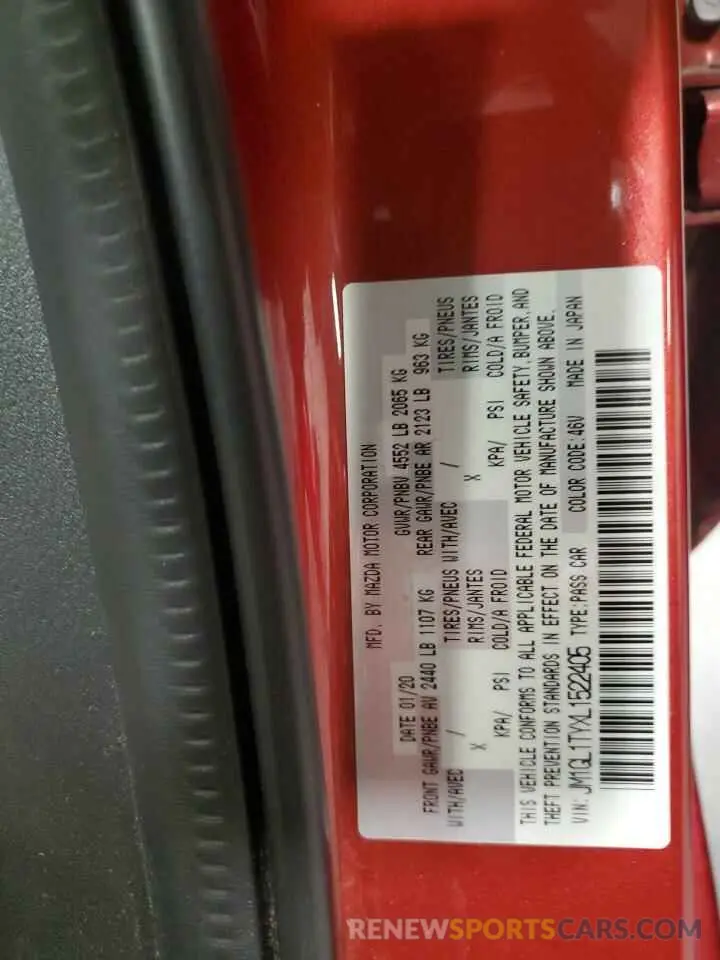 MFD. BY MAZDA MOTOR CORPORATION
DATE 01/20 GVWR/PNBV 4552 LB 2065 KG
FRONT GAWR/PNBE AV 2440 LB 1107 KG REAR GAWR/PNBE AR 2123 LB 963 KG
WITH/AVEC / TIRES/PNEUS WITH/AVEC / TIRES/PNEUS
X RIMS/JANTES X RIMS/JANTES
KPA/ PSI COLD/A FROID KPA/ PSI COLD/A FROID
THIS VEHICLE CONFORMS TO ALL APPLICABLE FEDERAL MOTOR VEHICLE SAFETY, BUMPER, AND
THEFT PREVENTION STANDARDS IN EFFECT ON THE DATE OF MANUFACTURE SHOWN ABOVE.
VIN: JM1GL1TYXL1522405 TYPE: PASS CAR COLOR CODE: 46V MADE IN JAPAN
RENEWSPORTSCARS.COM